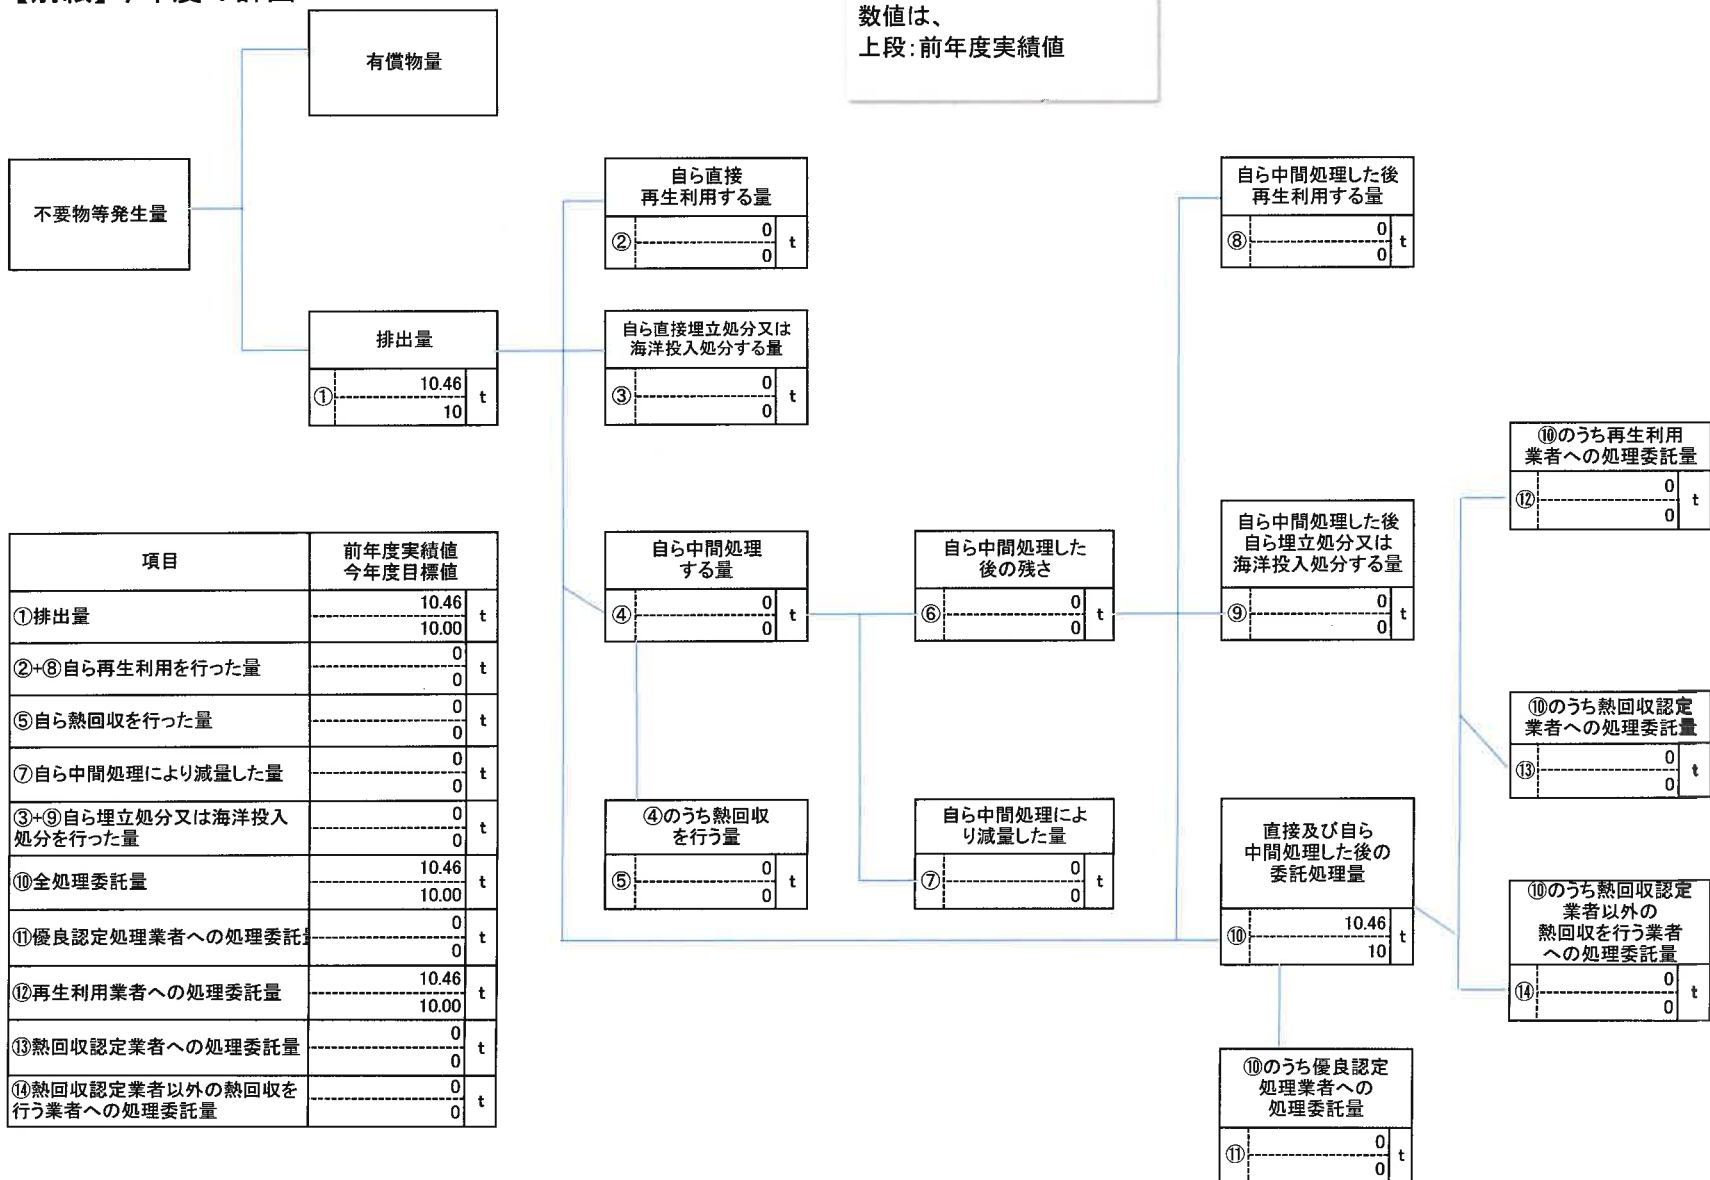 数値は、
上段：前年度実績値
有償物量
不要物等発生量
排出量
①
10.46
10
t
自ら直接
再生利用する量
②
0
0
t
自ら直接埋立処分又は
海洋投入処分する量
③
0
0
t
自ら中間処理
する量
④
0
0
t
④のうち熱回収
を行う量
⑤
0
0
t
自ら中間処理した
後の残さ
⑥
0
0
t
自ら中間処理によ
り減量した量
⑦
0
0
t
自ら中間処理した後
再生利用する量
⑧
0
0
t
自ら中間処理した後
自ら埋立処分又は
海洋投入処分する量
⑨
0
0
t
直接及び自ら
中間処理した後の
委託処理量
⑩
10.46
10
t
⑩のうち優良認定
処理業者への
処理委託量
⑪
0
0
t
⑩のうち再生利用
業者への処理委託量
⑫
0
0
t
⑩のうち熱回収認定
業者への処理委託量
⑬
0
0
t
⑩のうち熱回収認定
業者以外の
熱回収を行う業者
への処理委託量
⑭
0
0
t
項目
前年度実績値
今年度目標値
①排出量
10.46
10.00
t
②+⑧自ら再生利用を行った量
0
0
t
⑤自ら熱回収を行った量
0
0
t
⑦自ら中間処理により減量した量
0
0
t
③+⑨自ら埋立処分又は海洋投入
処分を行った量
0
0
t
⑩全処理委託量
10.46
10.00
t
⑪優良認定処理業者への処理委託
0
0
t
⑫再生利用業者への処理委託量
10.46
10.00
t
⑬熱回収認定業者への処理委託量
0
0
t
⑭熱回収認定業者以外の熱回収を
行う業者への処理委託量
0
0
t